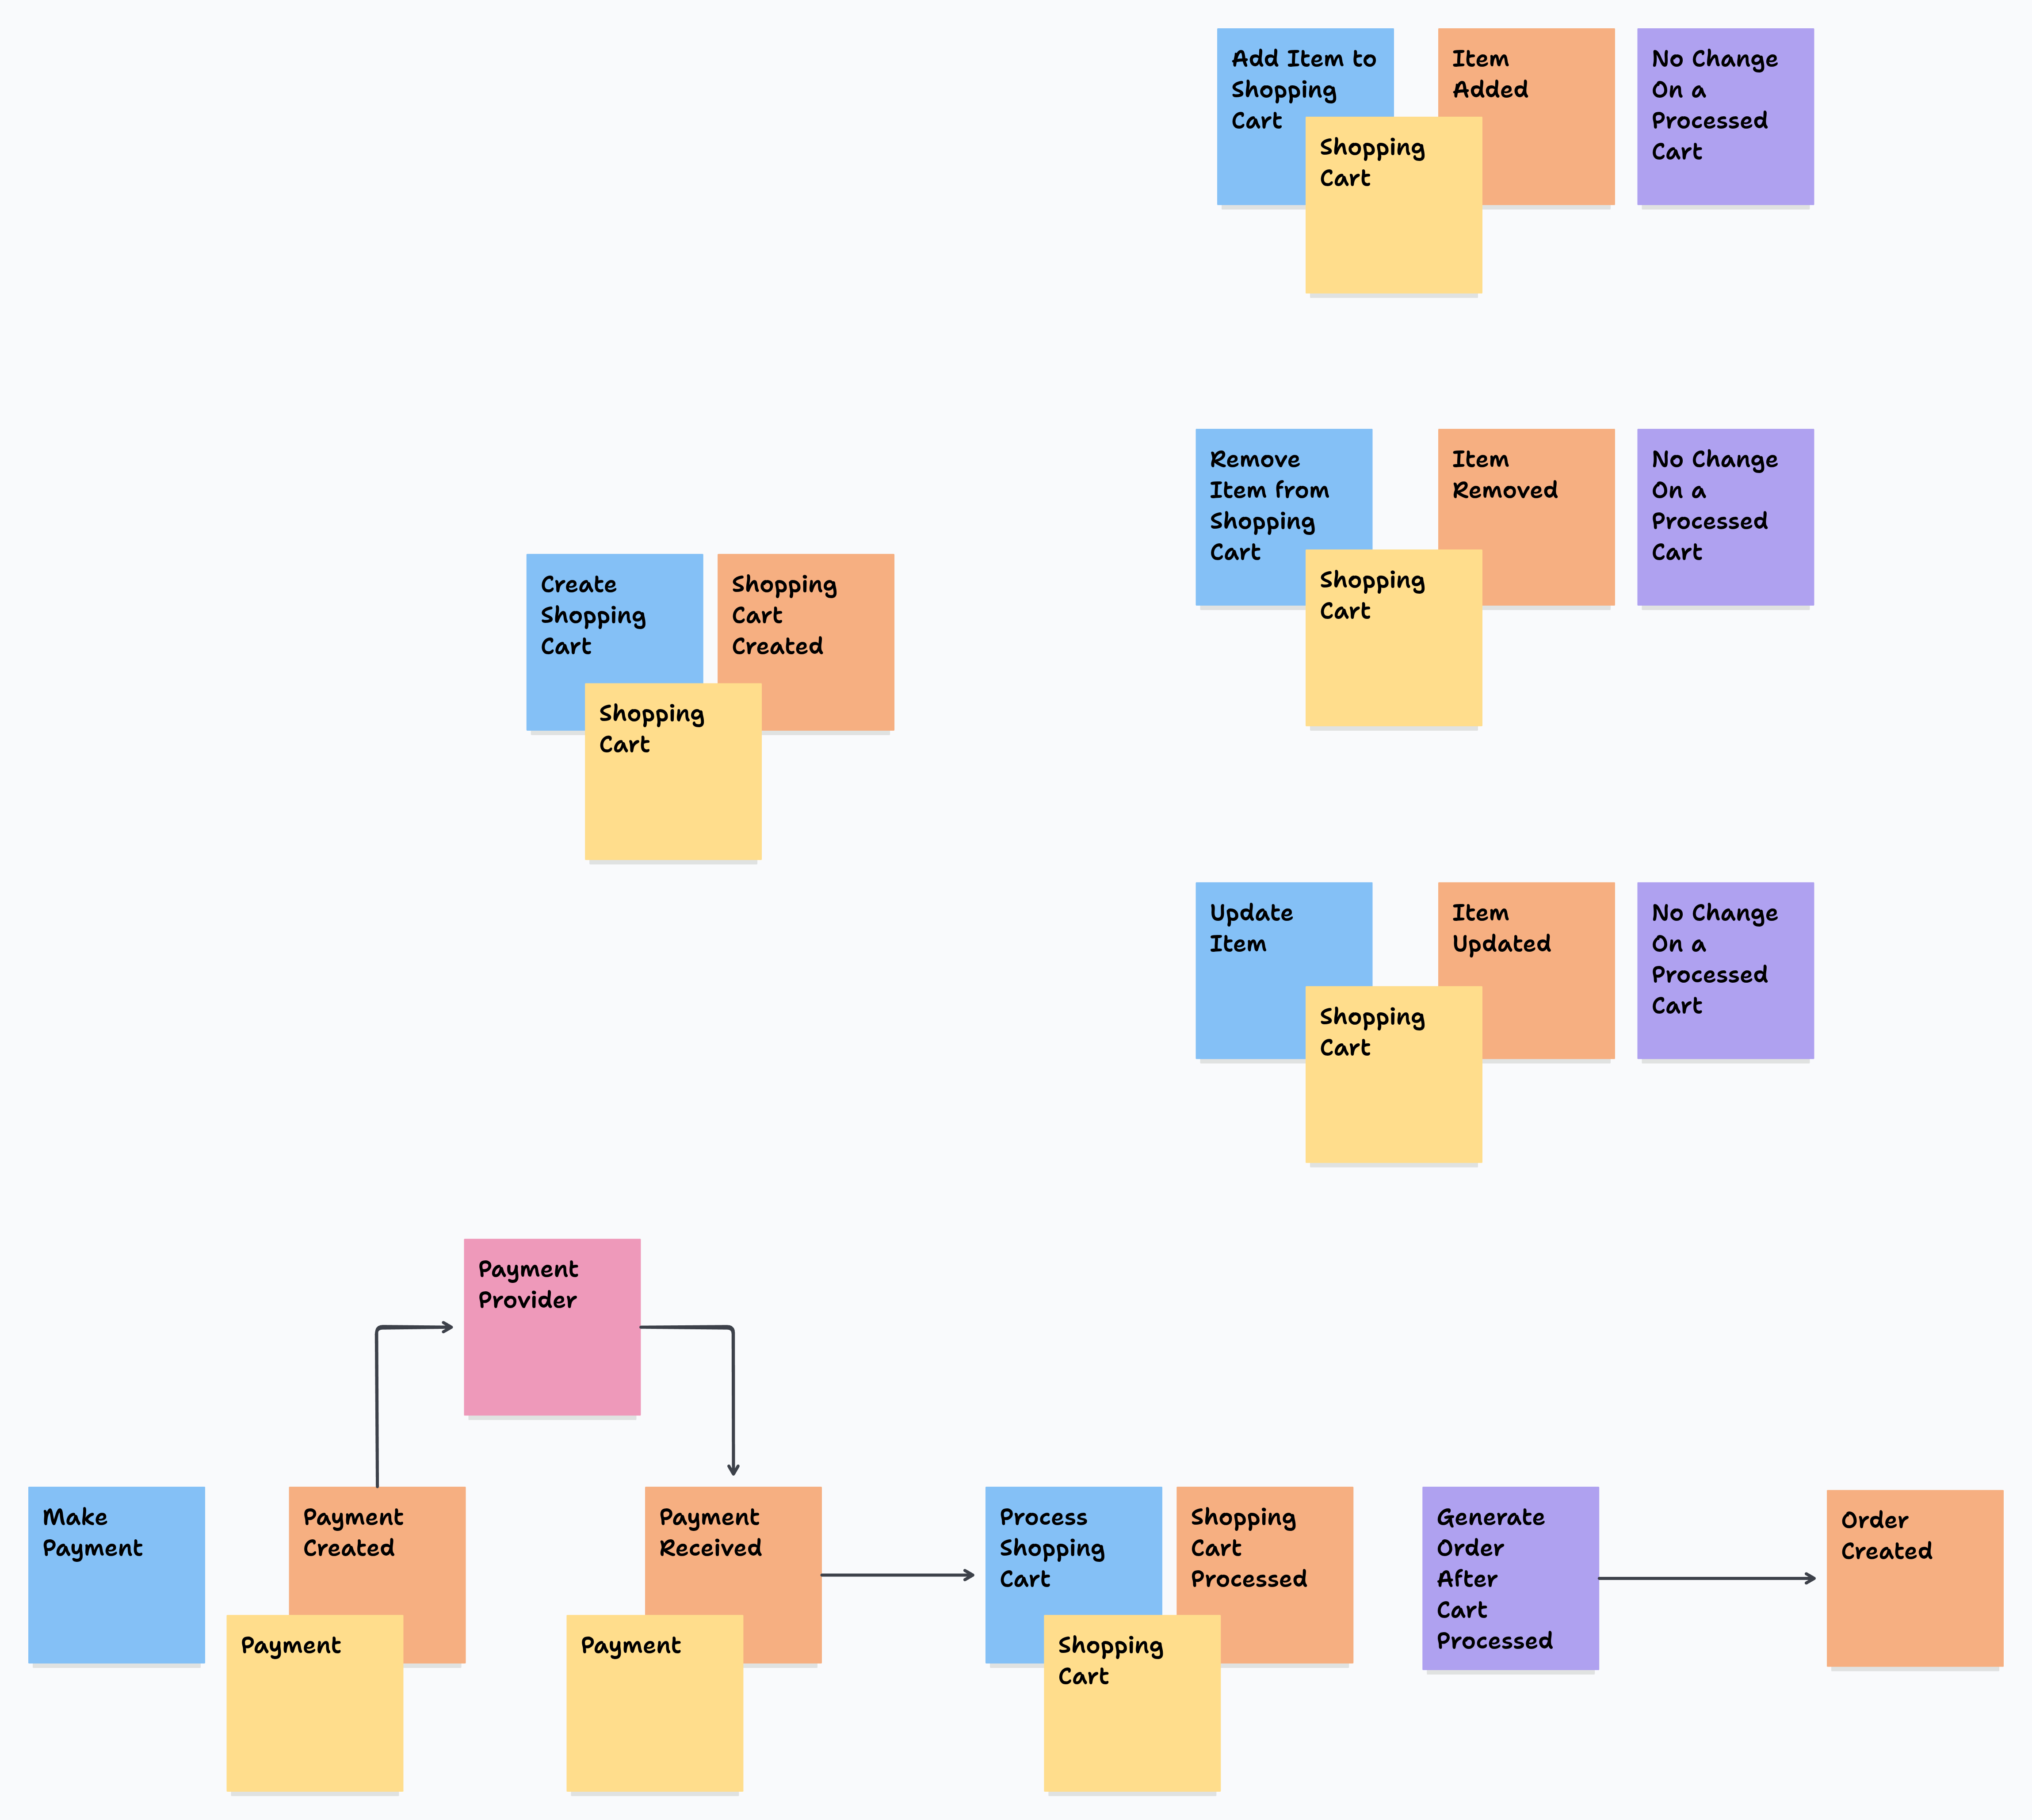 Add Item to
Shopping
Cart
Item
Added
No Change
On a
Processed
Cart
Shopping
Cart
Remove
Item from
Shopping
Cart
Item
Removed
No Change
On a
Processed
Cart
Shopping
Cart
Create
Shopping
Cart
Shopping
Cart
Created
Shopping
Cart
Update
Item
Item
Updated
No Change
On a
Processed
Cart
Shopping
Cart
Payment
Provider
Make
Payment
Payment
Created
Payment
Payment
Received
Payment
Process
Shopping
Cart
Shopping
Cart
Processed
Shopping
Cart
Generate
Order
After
Cart
Processed
Order
Created